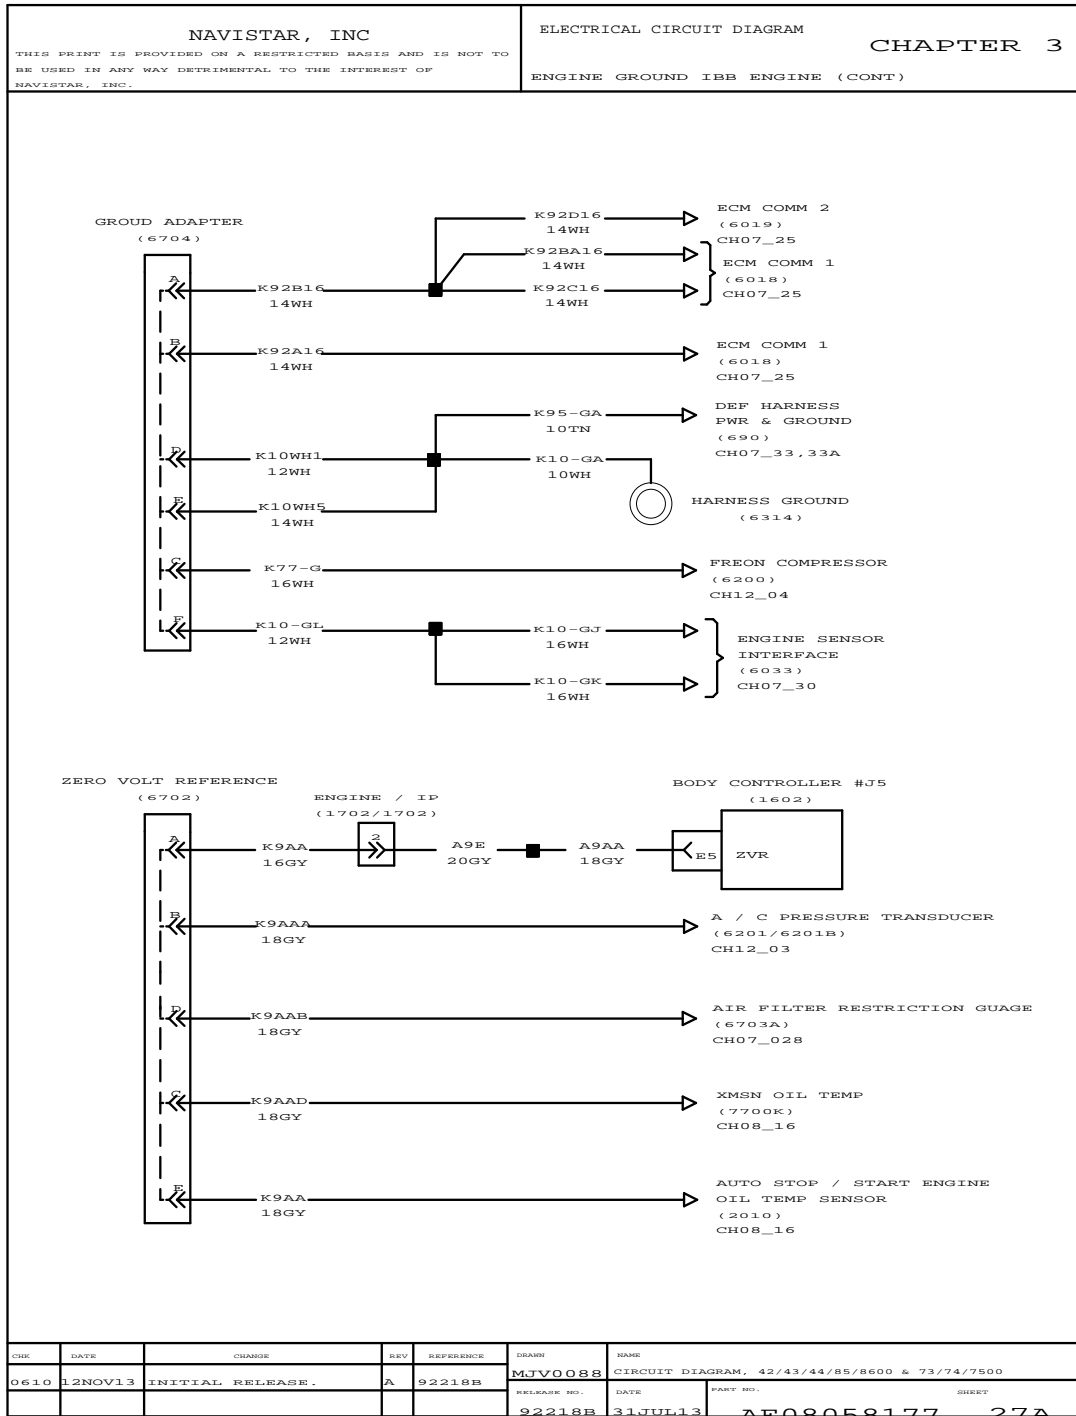 NAVISTAR, INC
THIS PRINT IS PROVIDED ON A RESTRICTED BASIS AND IS NOT TO
BE USED IN ANY WAY DETRIMENTAL TO THE INTEREST OF
NAVISTAR, INC.
ELECTRICAL CIRCUIT DIAGRAM
CHAPTER 3
ENGINE GROUND IBB ENGINE (CONT)
GROUD ADAPTER
(6704)
A
K92B16
14WH
K92D16
14WH
ECM COMM 2
(6019)
CH07_25
K92BA16
14WH
K92C16
14WH
ECM COMM 1
(6018)
CH07_25
B
K92A16
14WH
ECM COMM 1
(6018)
CH07_25
K95-GA
10TN
DEF HARNESS
PWR & GROUND
(690)
CH07_33,33A
D
K10WH1
12WH
K10-GA
10WH
HARNESS GROUND
(6314)
E
K10WH5
14WH
C
K77-G
16WH
FREON COMPRESSOR
(6200)
CH12_04
F
K10-GL
12WH
K10-GJ
16WH
K10-GK
16WH
ENGINE SENSOR
INTERFACE
(6033)
CH07_30
ZERO VOLT REFERENCE
(6702)
ENGINE / IP
(1702/1702)
BODY CONTROLLER #J5
(1602)
A
K9AA
16GY
2
A9E
20GY
A9AA
18GY
E5
ZVR
B
K9AAA
18GY
A / C PRESSURE TRANSDUCER
(6201/6201B)
CH12_03
D
K9AAB
18GY
AIR FILTER RESTRICTION GUAGE
(6703A)
CH07_028
C
K9AAD
18GY
XMSN OIL TEMP
(7700K)
CH08_16
E
K9AA
18GY
AUTO STOP / START ENGINE
OIL TEMP SENSOR
(2010)
CH08_16
CHK DATE CHANGE REV REFERENCE
0610 12NOV13 INITIAL RELEASE. A 92218B
DRAWN
MJV0088
NAME
CIRCUIT DIAGRAM, 42/43/44/85/8600 & 73/74/7500
RELEASE NO.
92218B
DATE
31JUL13
PART NO.
AF08058177
SHEET
27A